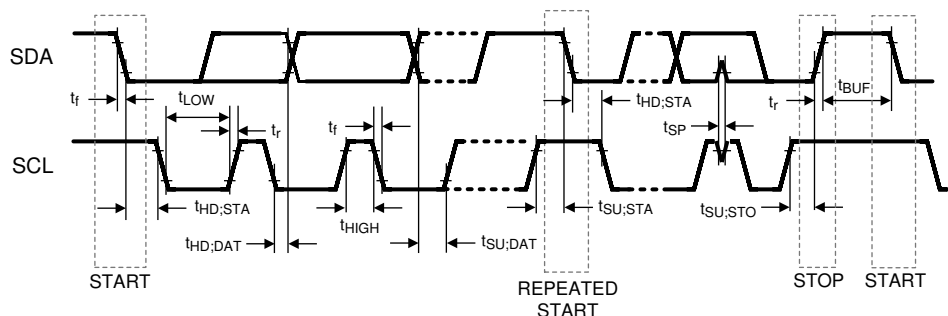 SDA
t_f
t_LOW
t_r
t_f
t_HD;STA
t_SP
t_r
t_BUF
SCL
t_HD;STA
t_HD;DAT
t_HIGH
t_SU;DAT
t_SU;STA
t_SU;STO
START
REPEATED
START
STOP
START